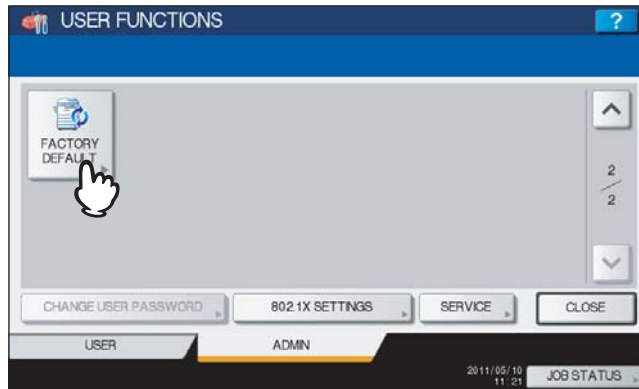 USER FUNCTIONS
?
FACTORY
DEFAULT
2
2
CHANGE USER PASSWORD
802.1X SETTINGS
SERVICE
CLOSE
USER
ADMIN
2011/05/10
11:21
JOB STATUS